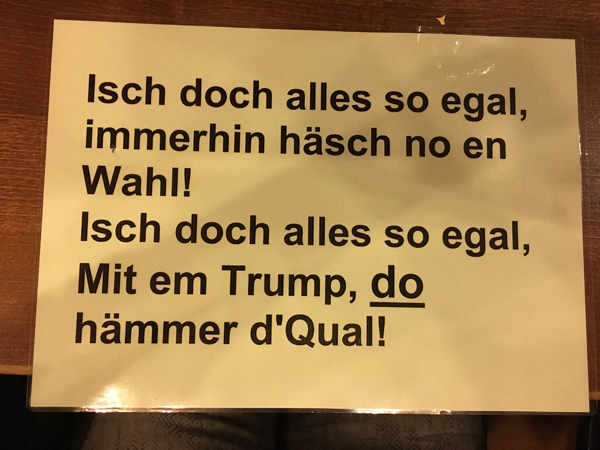 Isch doch alles so egal,
immerhin häsch no en
Wahl!
Isch doch alles so egal,
Mit em Trump, do
hämmer d'Qual!